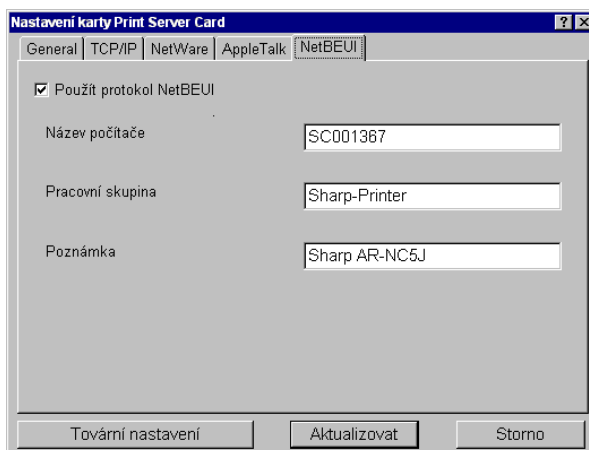 Nastavení karty Print Server Card
General TCP/IP NetWare AppleTalk NetBEUI
Použít protokol NetBEUI
Název počítače SC001367
Pracovní skupina Sharp-Printer
Poznámka Sharp AR-NC5J
Tovární nastavení Aktualizovat Storno